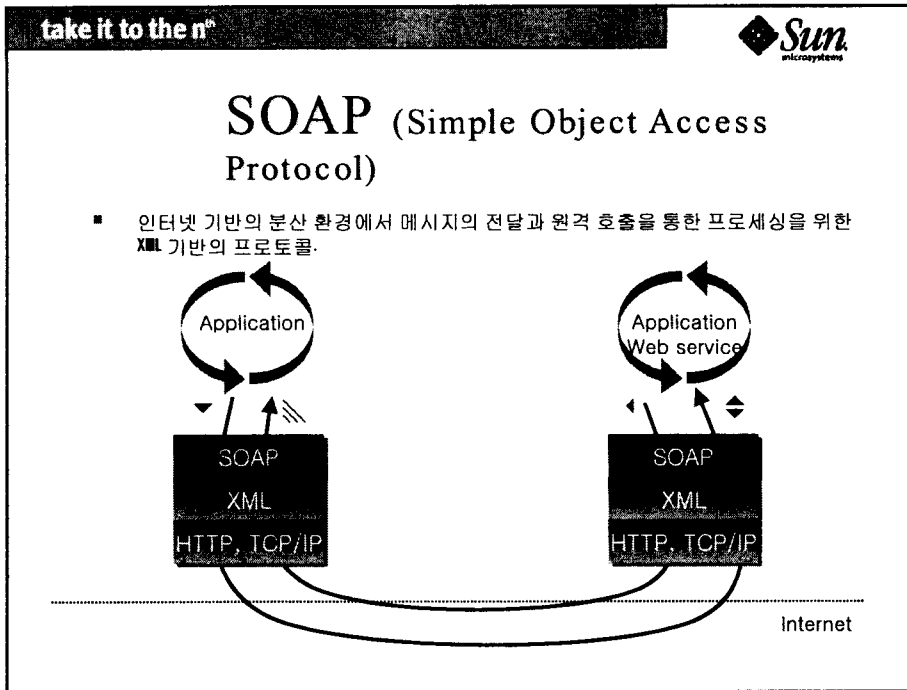 take it to the nth
Sun
microsystems
SOAP (Simple Object Access
Protocol)
인터넷 기반의 분산 환경에서 메시지의 전달과 원격 호출을 통한 프로세싱을 위한
XML 기반의 프로토콜.
Application
Application
Web service
SOAP
XML
HTTP, TCP/IP
SOAP
XML
HTTP, TCP/IP
Internet